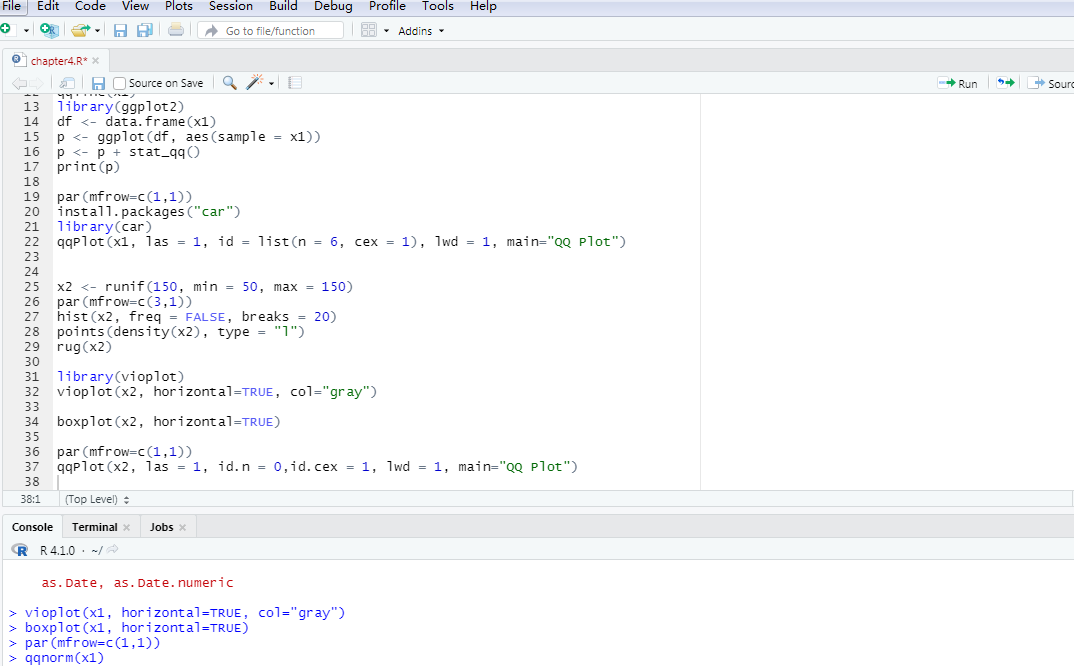 File Edit Code View Plots Session Build Debug Profile Tools Help
Go to file/function Addins
chapter4.R*
Source on Save Run
13 library(ggplot2)
14 df <- data.frame(x1)
15 p <- ggplot(df, aes(sample = x1))
16 p <- p + stat_qq()
17 print(p)
18
19 par(mfrow=c(1,1))
20 install.packages("car")
21 library(car)
22 qqPlot(x1, las = 1, id = list(n = 6, cex = 1), lwd = 1, main="QQ Plot")
23
24
25 x2 <- runif(150, min = 50, max = 150)
26 par(mfrow=c(3,1))
27 hist(x2, freq = FALSE, breaks = 20)
28 points(density(x2), type = "l")
29 rug(x2)
30
31 library(vioplot)
32 vioplot(x2, horizontal=TRUE, col="gray")
33
34 boxplot(x2, horizontal=TRUE)
35
36 par(mfrow=c(1,1))
37 qqPlot(x2, las = 1, id.n = 0,id.cex = 1, lwd = 1, main="QQ Plot")
38
38:1 (Top Level)
Console Terminal Jobs
R 4.1.0 · ~/
as.Date, as.Date.numeric
> vioplot(x1, horizontal=TRUE, col="gray")
> boxplot(x1, horizontal=TRUE)
> par(mfrow=c(1,1))
> qqnorm(x1)